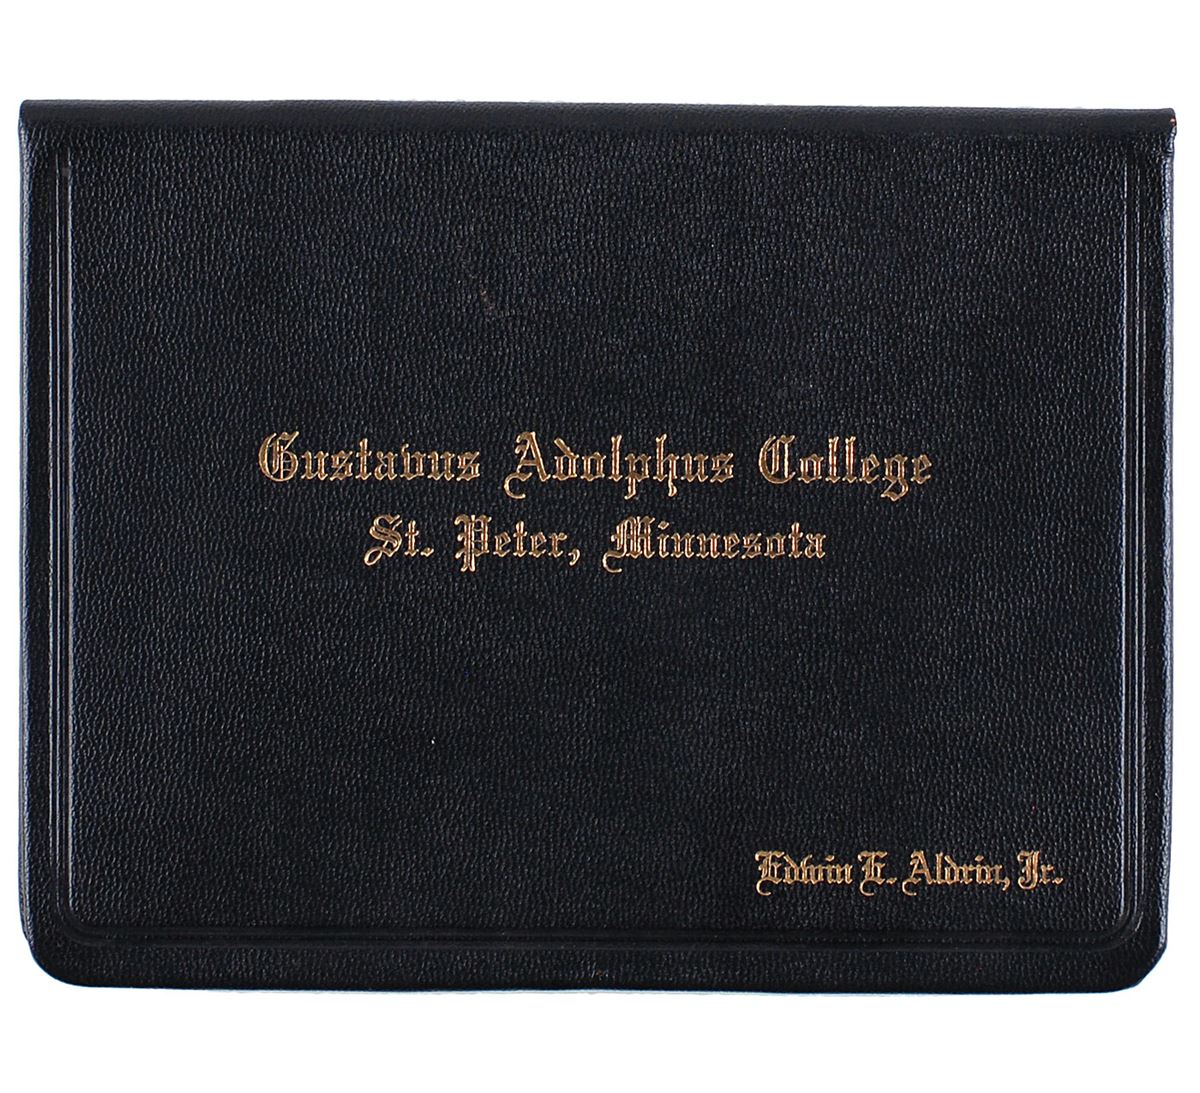 Gustavus Adolphus College
St. Peter, Minnesota
Edwin E. Aldrin, Jr.